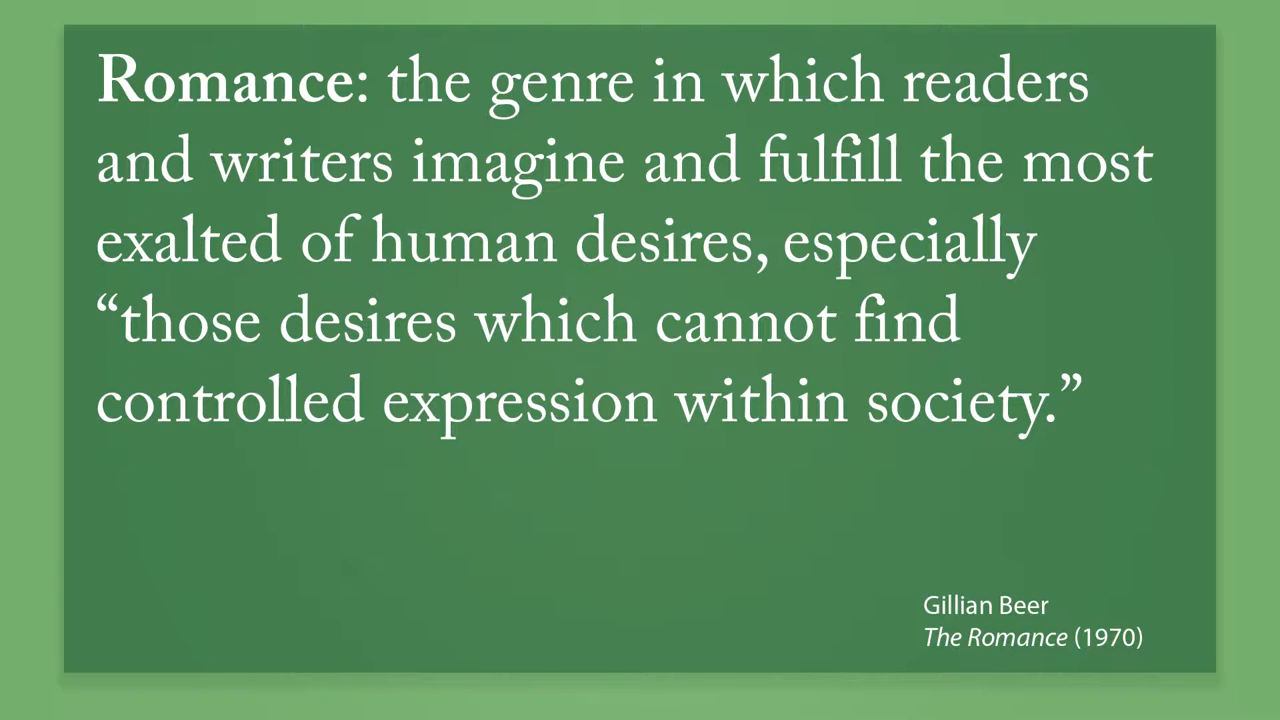 Romance: the genre in which readers
and writers imagine and fulfill the most
exalted of human desires, especially
“those desires which cannot find
controlled expression within society.”
Gillian Beer
The Romance (1970)